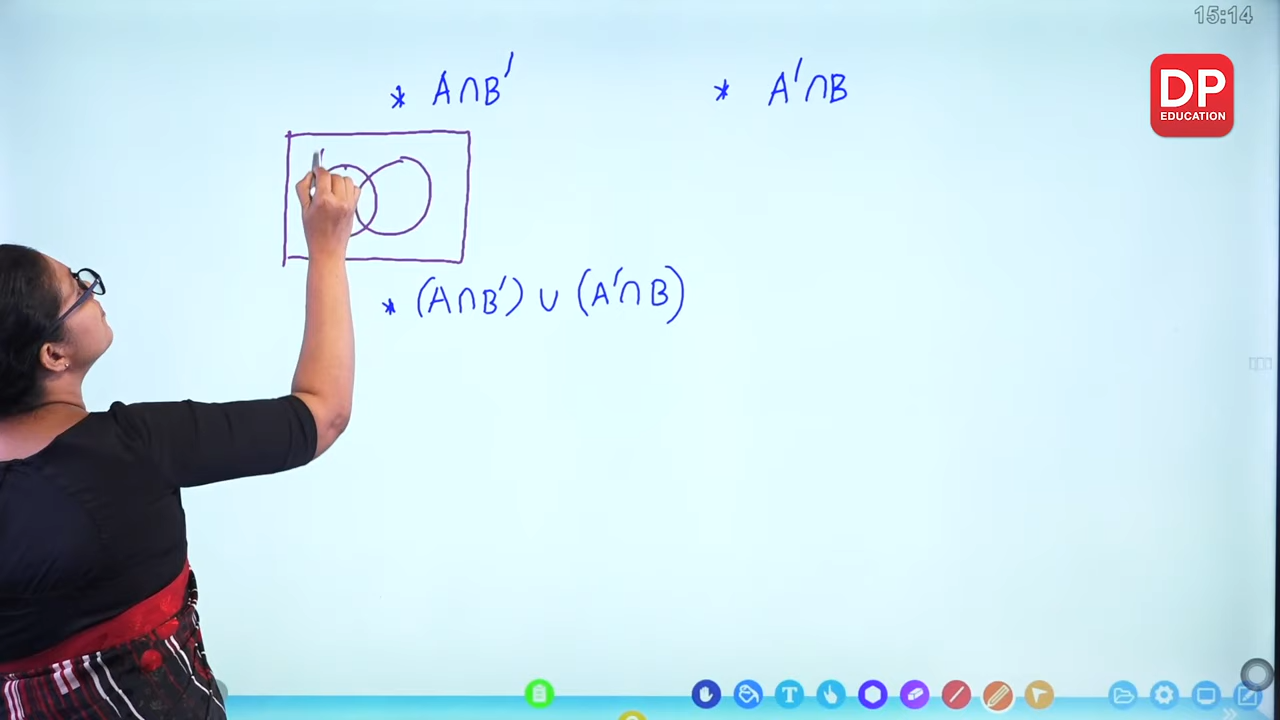 15:14
* A∩B′
* A′∩B
DP
EDUCATION
* (A∩B′) ∪ (A′∩B)
T